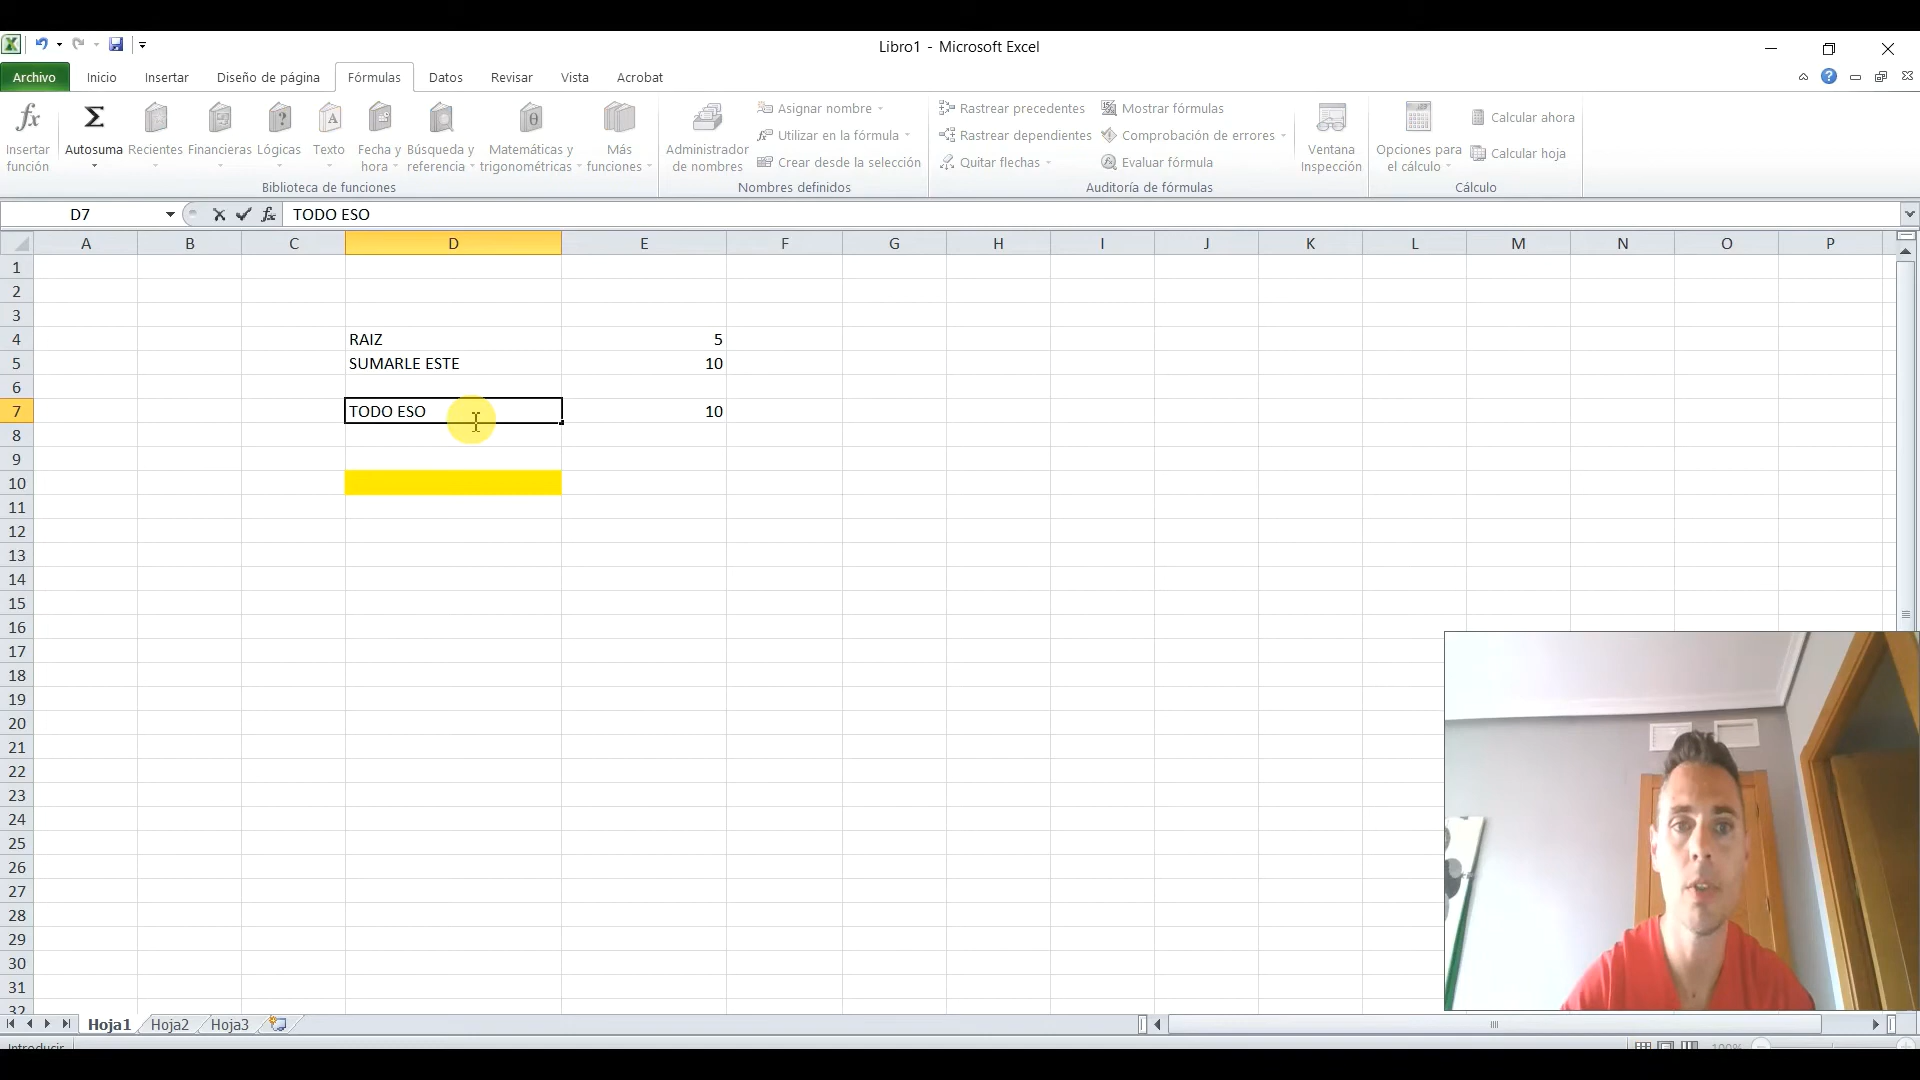 Libro1 - Microsoft Excel
Archivo Inicio Insertar Diseño de página Fórmulas Datos Revisar Vista Acrobat
Insertar función
Autosuma
Recientes
Financieras
Lógicas
Texto
Fecha y hora
Búsqueda y referencia
Matemáticas y trigonométricas
Más funciones
Biblioteca de funciones
Administrador de nombres
Asignar nombre
Utilizar en la fórmula
Crear desde la selección
Nombres definidos
Rastrear precedentes
Rastrear dependientes
Quitar flechas
Mostrar fórmulas
Comprobación de errores
Evaluar fórmula
Auditoría de fórmulas
Ventana Inspección
Opciones para el cálculo
Calcular ahora
Calcular hoja
Cálculo
D7 fx TODO ESO
A B C D E F G H I J K L M N O P
1
2
3
4 RAIZ 5
5 SUMARLE ESTE 10
6
7 TODO ESO 10
8
9
10
11
12
13
14
15
16
17
18
19
20
21
22
23
24
25
26
27
28
29
30
31
32
Hoja1 Hoja2 Hoja3
Introducir 100%